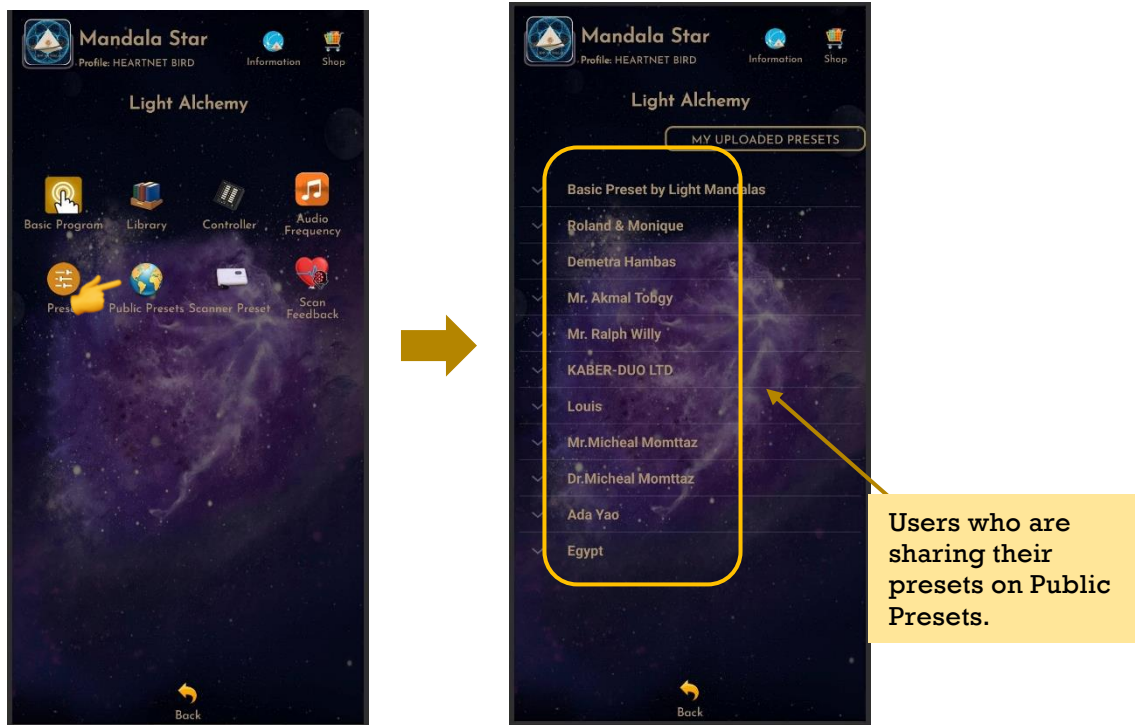 Mandala Star
Profile: HEARTNET BIRD
Information
Shop
Light Alchemy
Basic Program
Library
Controller
Audio
Frequency
Public Presets
Scanner Preset
Scan
Feedback
Back
Mandala Star
Profile: HEARTNET BIRD
Information
Shop
Light Alchemy
MY UPLOADED PRESETS
Basic Preset by Light Mandalas
Roland & Monique
Demetra Hambas
Mr. Akmal Tobgy
Mr. Ralph Willy
KABER-DUO LTD
Louis
Mr.Micheal Momttaz
Dr.Micheal Momttaz
Ada Yao
Egypt
Back
Users who are
sharing their
presets on Public
Presets.